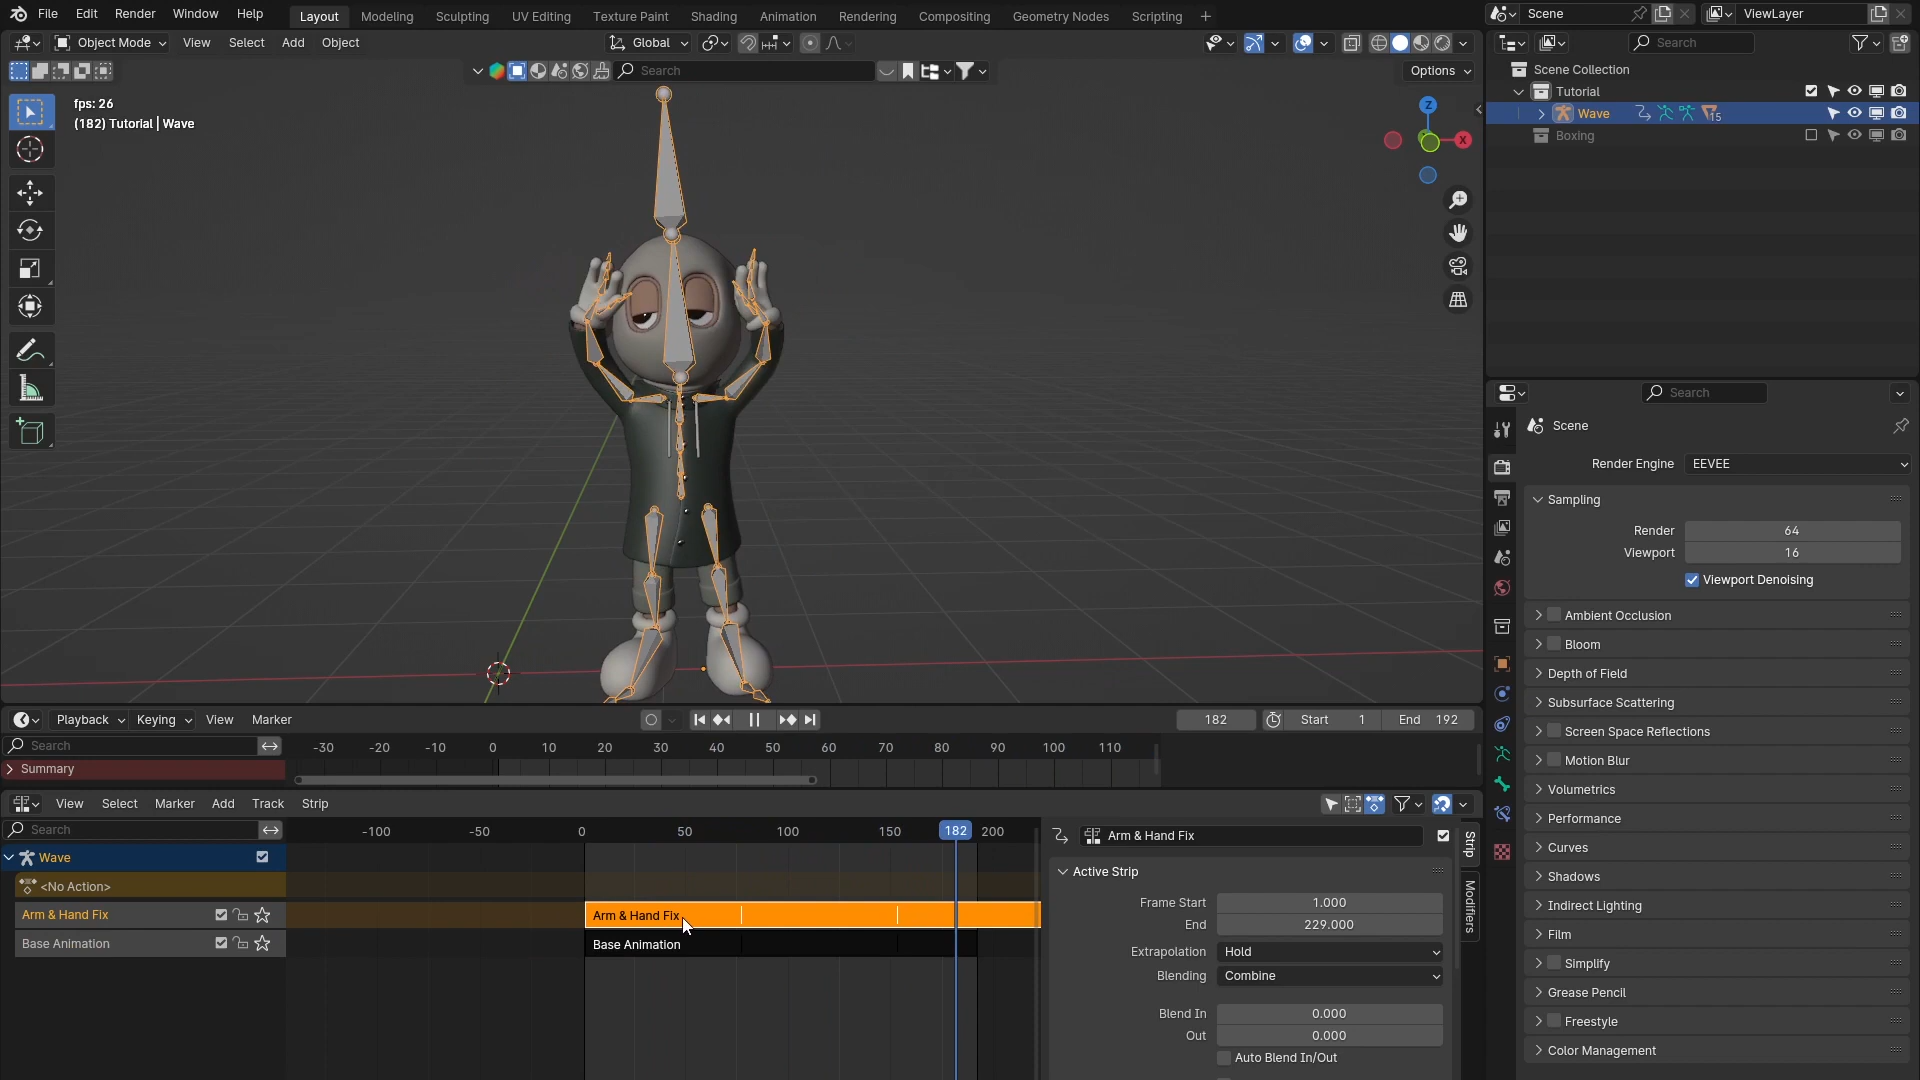 File Edit Render Window Help Layout Modeling Sculpting UV Editing Texture Paint Shading Animation Rendering Compositing Geometry Nodes Scripting + Scene ViewLayer
Object Mode View Select Add Object Global Search
Search Options
fps: 26
(182) Tutorial | Wave
Z
X
Scene Collection
Tutorial
Wave 15
Boxing
Search
Scene
Render Engine EEVEE
Sampling
Render 64
Viewport 16
Viewport Denoising
Ambient Occlusion
Bloom
Depth of Field
Subsurface Scattering
Screen Space Reflections
Motion Blur
Volumetrics
Performance
Curves
Shadows
Indirect Lighting
Film
Simplify
Grease Pencil
Freestyle
Color Management
Playback Keying View Marker 182 Start 1 End 192
Search -30 -20 -10 0 10 20 30 40 50 60 70 80 90 100 110
Summary
View Select Marker Add Track Strip
Search -100 -50 0 50 100 150 182 200
Wave
<No Action>
Arm & Hand Fix Arm & Hand Fix
Base Animation Base Animation
Arm & Hand Fix
Active Strip
Frame Start 1.000
End 229.000
Extrapolation Hold
Blending Combine
Blend In 0.000
Out 0.000
Auto Blend In/Out
Strip
Modifiers